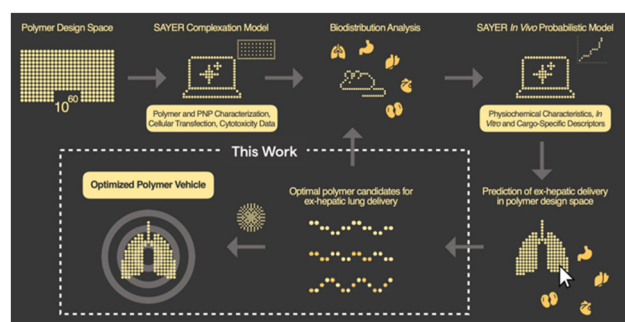 Polymer Design Space
SAYER Complexation Model
Biodistribution Analysis
SAYER In Vivo Probabilistic Model
10^60
Polymer and PNP Characterization,
Cellular Transfection, Cytotoxicity Data
Physiochemical Characteristics, In
Vitro and Cargo-Specific Descriptors
This Work
Optimized Polymer Vehicle
Optimal polymer candidates for
ex-hepatic lung delivery
Prediction of ex-hepatic delivery
in polymer design space